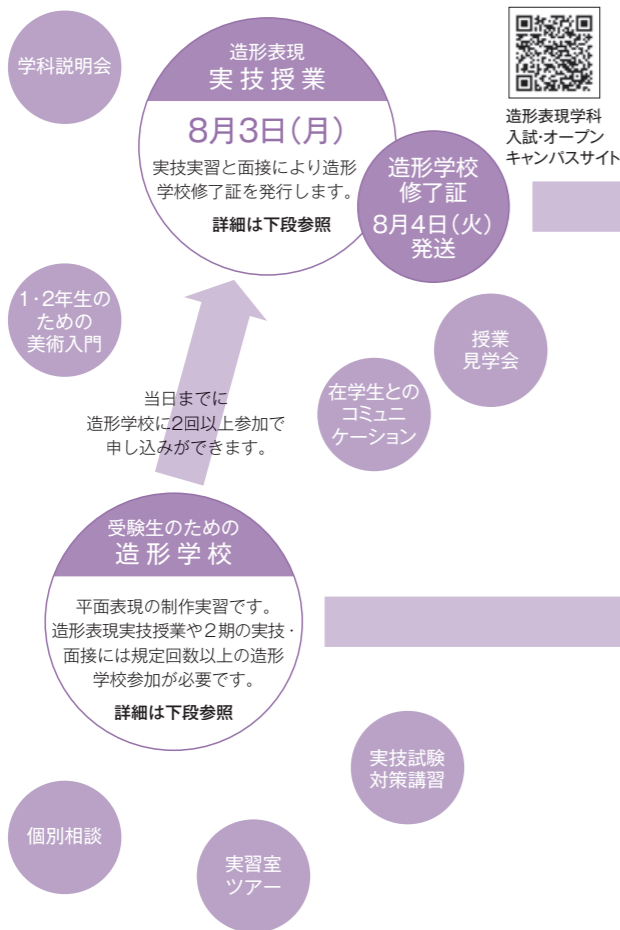 学科説明会
造形表現
実技授業
8月3日(月)
実技実習と面接により造形
学校修了証を発行します。
詳細は下段参照
造形学校
修了証
8月4日(火)
発送
造形表現学科
入試・オープン
キャンパスサイト
1・2年生の
ための
美術入門
授業
見学会
在学生との
コミュニ
ケーション
当日までに
造形学校に2回以上参加で
申し込みができます。
受験生のための
造形学校
平面表現の制作実習です。
造形表現実技授業や2期の実技・
面接には規定回数以上の造形
学校参加が必要です。
詳細は下段参照
実技試験
対策講習
個別相談
実習室
ツアー